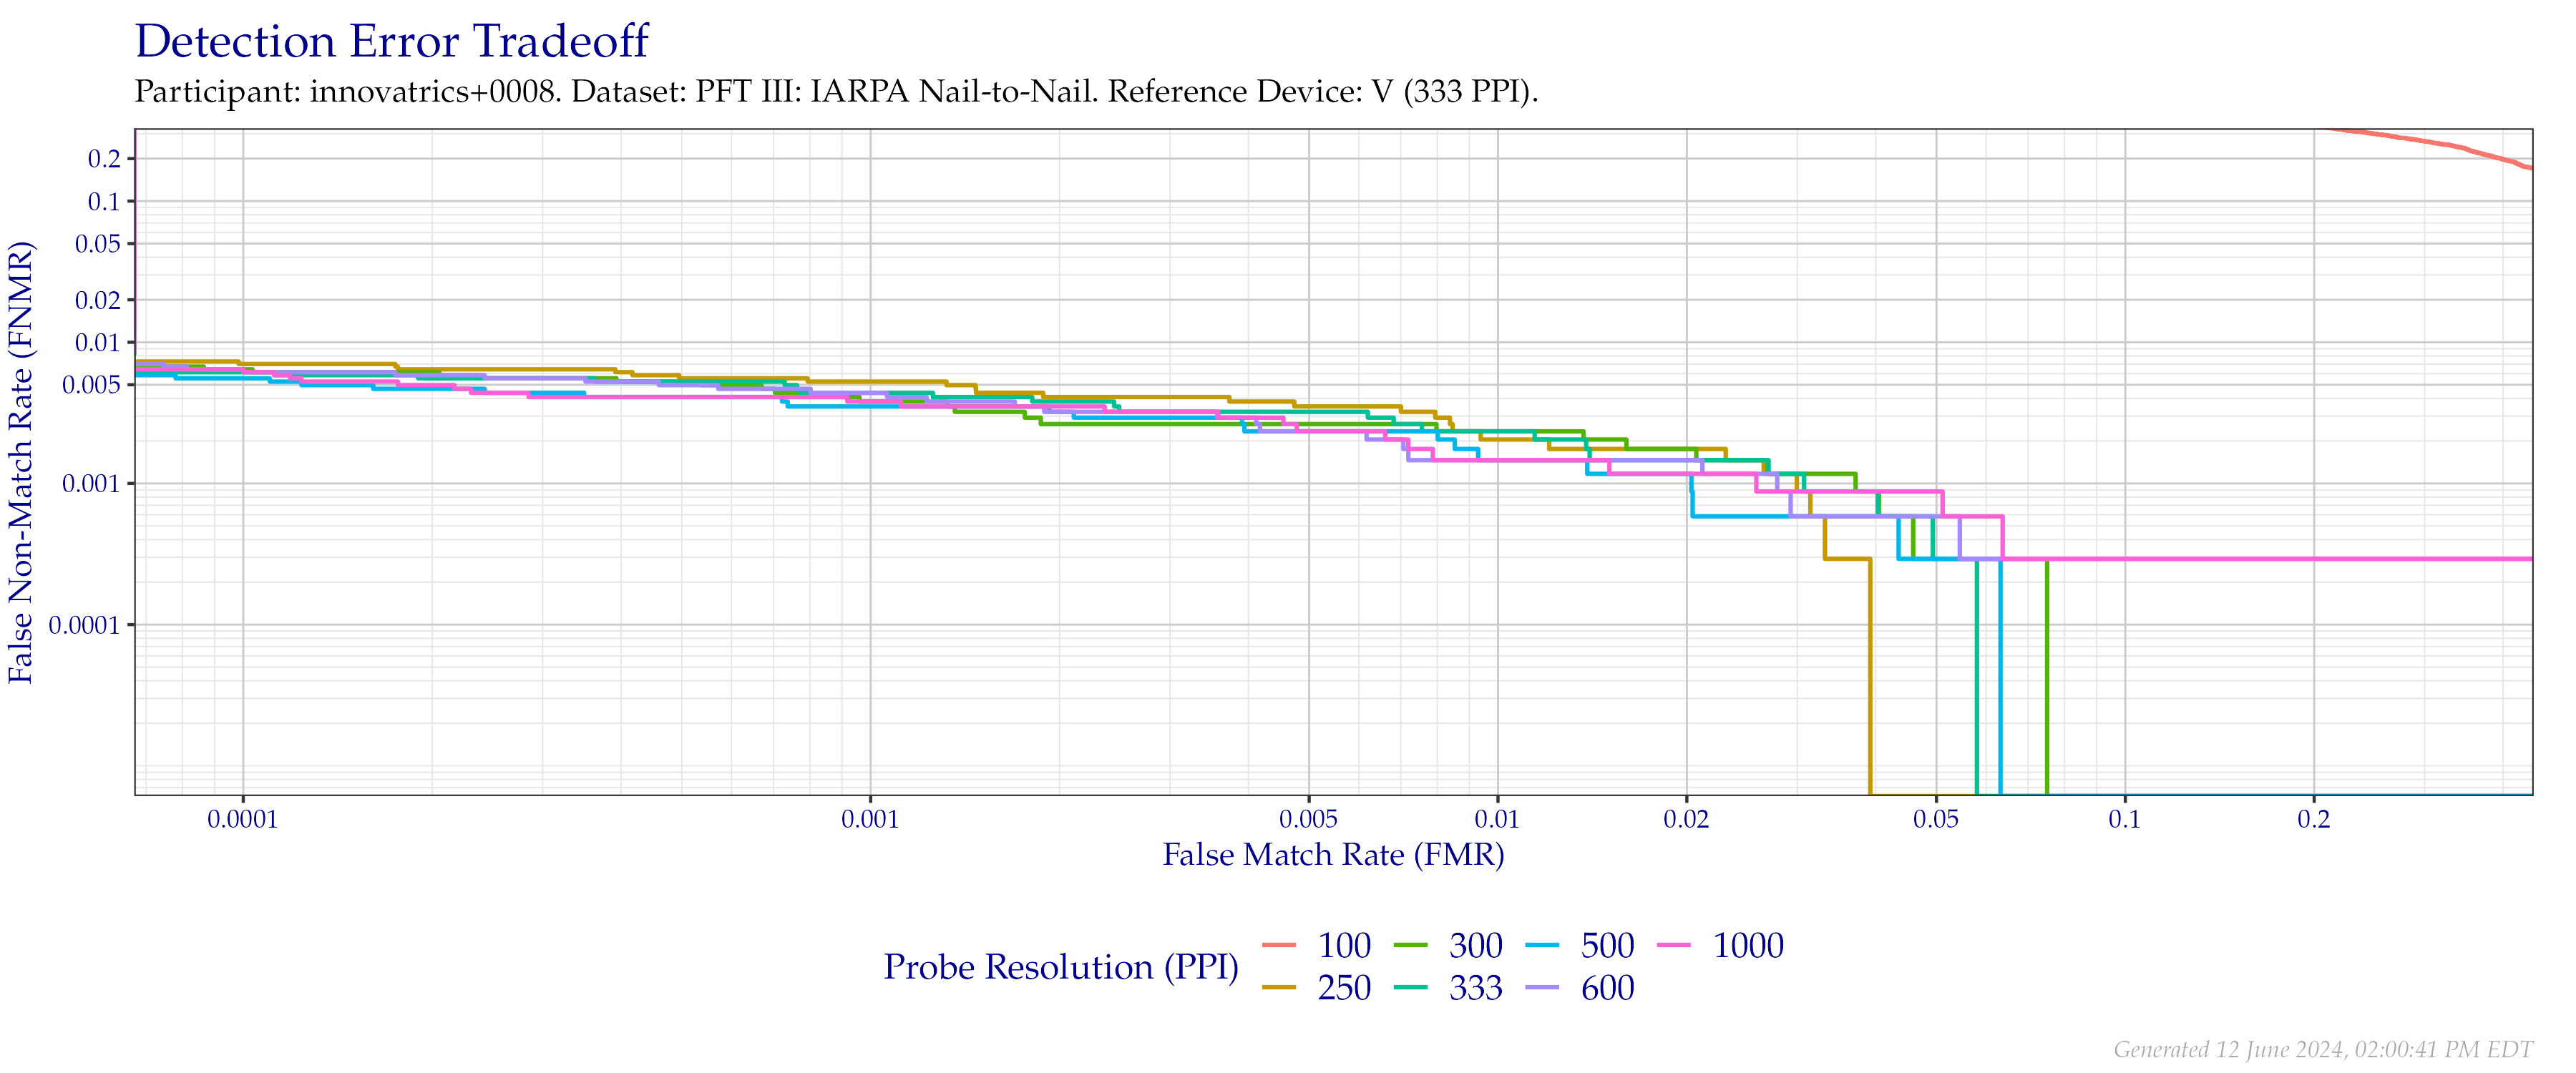 Detection Error Tradeoff
Participant: innovatrics+0008. Dataset: PFT III: IARPA Nail-to-Nail. Reference Device: V (333 PPI).
False Non-Match Rate (FNMR)
0.2
0.1
0.05
0.02
0.01
0.005
0.001
0.0001
0.0001 0.001 0.005 0.01 0.02 0.05 0.1 0.2
False Match Rate (FMR)
Probe Resolution (PPI)
100 300 500 1000
250 333 600
Generated 12 June 2024, 02:00:41 PM EDT